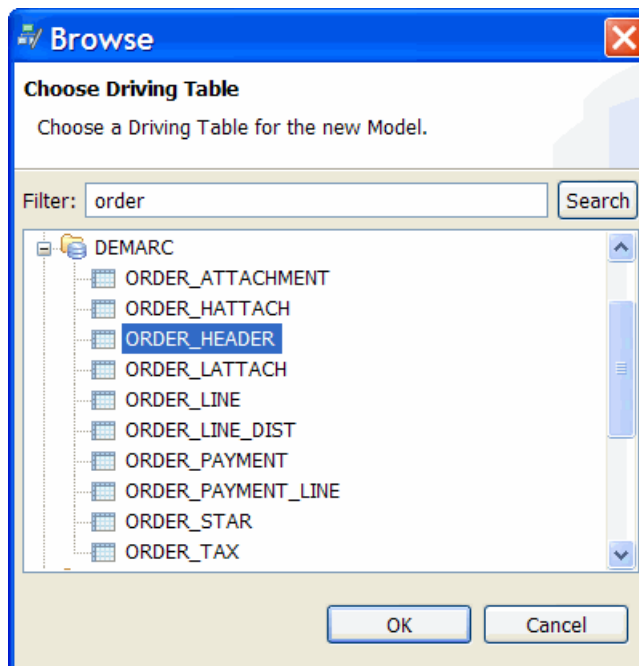 Browse
Choose Driving Table
Choose a Driving Table for the new Model.
Filter: order Search
DEMARC
ORDER_ATTACHMENT
ORDER_HATTACH
ORDER_HEADER
ORDER_LATTACH
ORDER_LINE
ORDER_LINE_DIST
ORDER_PAYMENT
ORDER_PAYMENT_LINE
ORDER_STAR
ORDER_TAX
OK Cancel